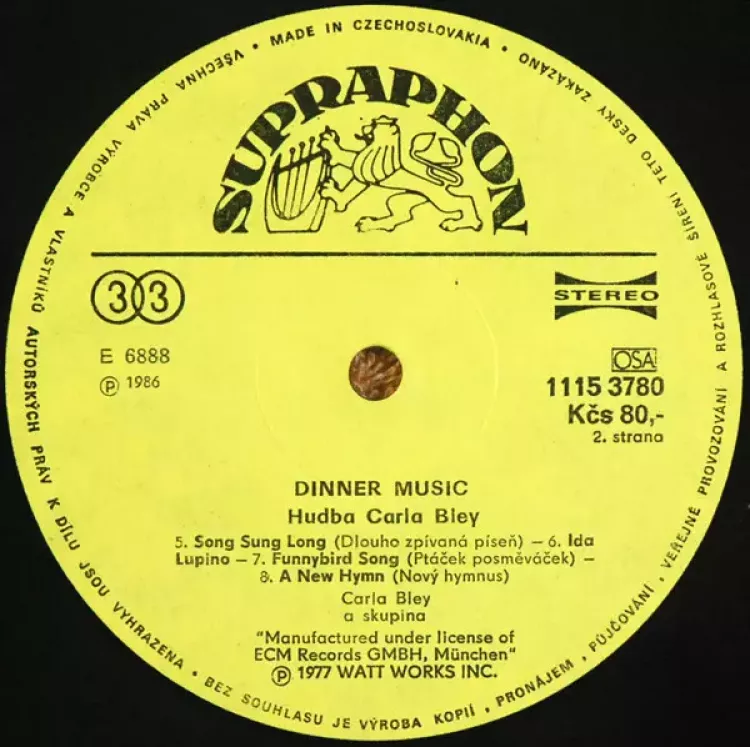 • MADE IN CZECHOSLOVAKIA •
VŠECHNA PRÁVA VÝROBCE A VLASTNÍKŮ AUTORSKÝCH PRÁV K DÍLU JSOU VYHRAZENA • BEZ SOUHLASU JE VÝROBA KOPIÍ, PRONÁJEM, PŮJČOVÁNÍ, VEŘEJNÉ PROVOZOVÁNÍ A ROZHLASOVÉ ŠÍŘENÍ TÉTO DESKY ZAKÁZÁNO
SUPRAPHON
33
STEREO
E 6888
Ⓟ 1986
OSA
1115 3780
Kčs 80,-
2. strana
DINNER MUSIC
Hudba Carla Bley
5. Song Sung Long (Dlouho zpívaná píseň) – 6. Ida
Lupino – 7. Funnybird Song (Ptáček posměváček) –
8. A New Hymn (Nový hymnus)
Carla Bley
a skupina
"Manufactured under license of
ECM Records GMBH, München"
Ⓟ 1977 WATT WORKS INC.